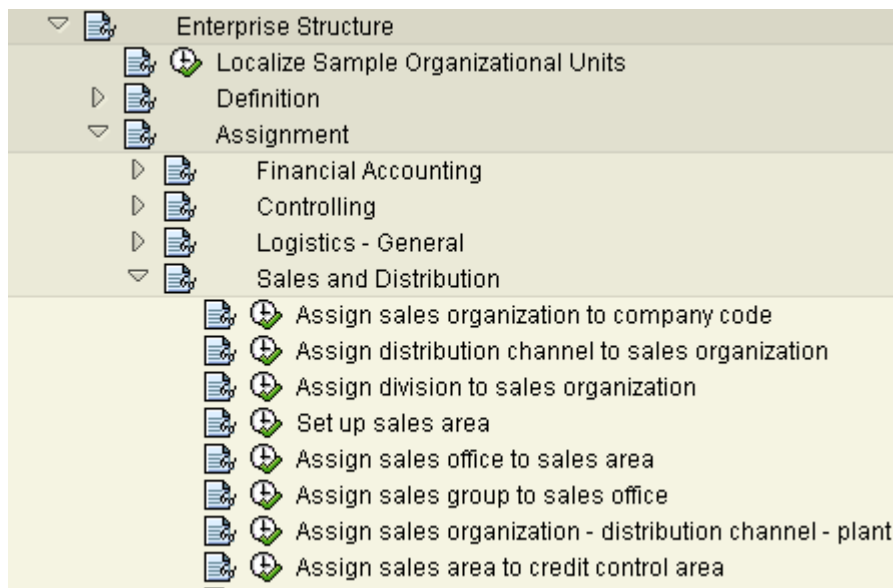 Enterprise Structure
Localize Sample Organizational Units
Definition
Assignment
Financial Accounting
Controlling
Logistics - General
Sales and Distribution
Assign sales organization to company code
Assign distribution channel to sales organization
Assign division to sales organization
Set up sales area
Assign sales office to sales area
Assign sales group to sales office
Assign sales organization - distribution channel - plant
Assign sales area to credit control area